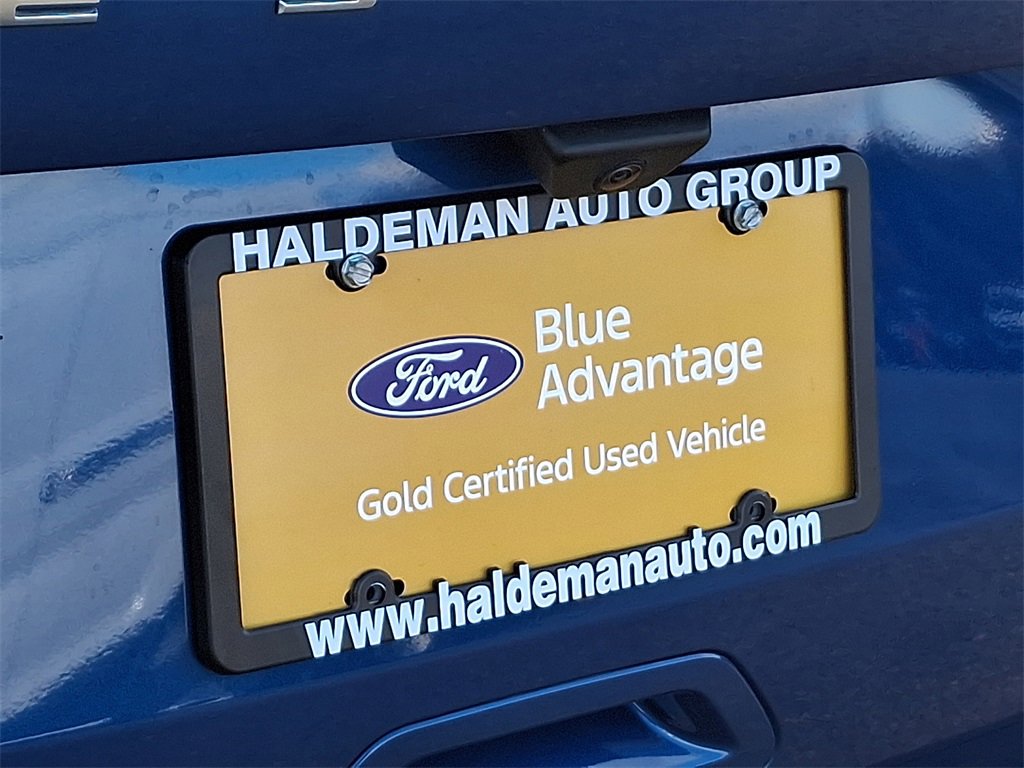 HALDEMAN AUTO GROUP
Ford
Blue
Advantage
Gold Certified Used Vehicle
www.haldemanauto.com